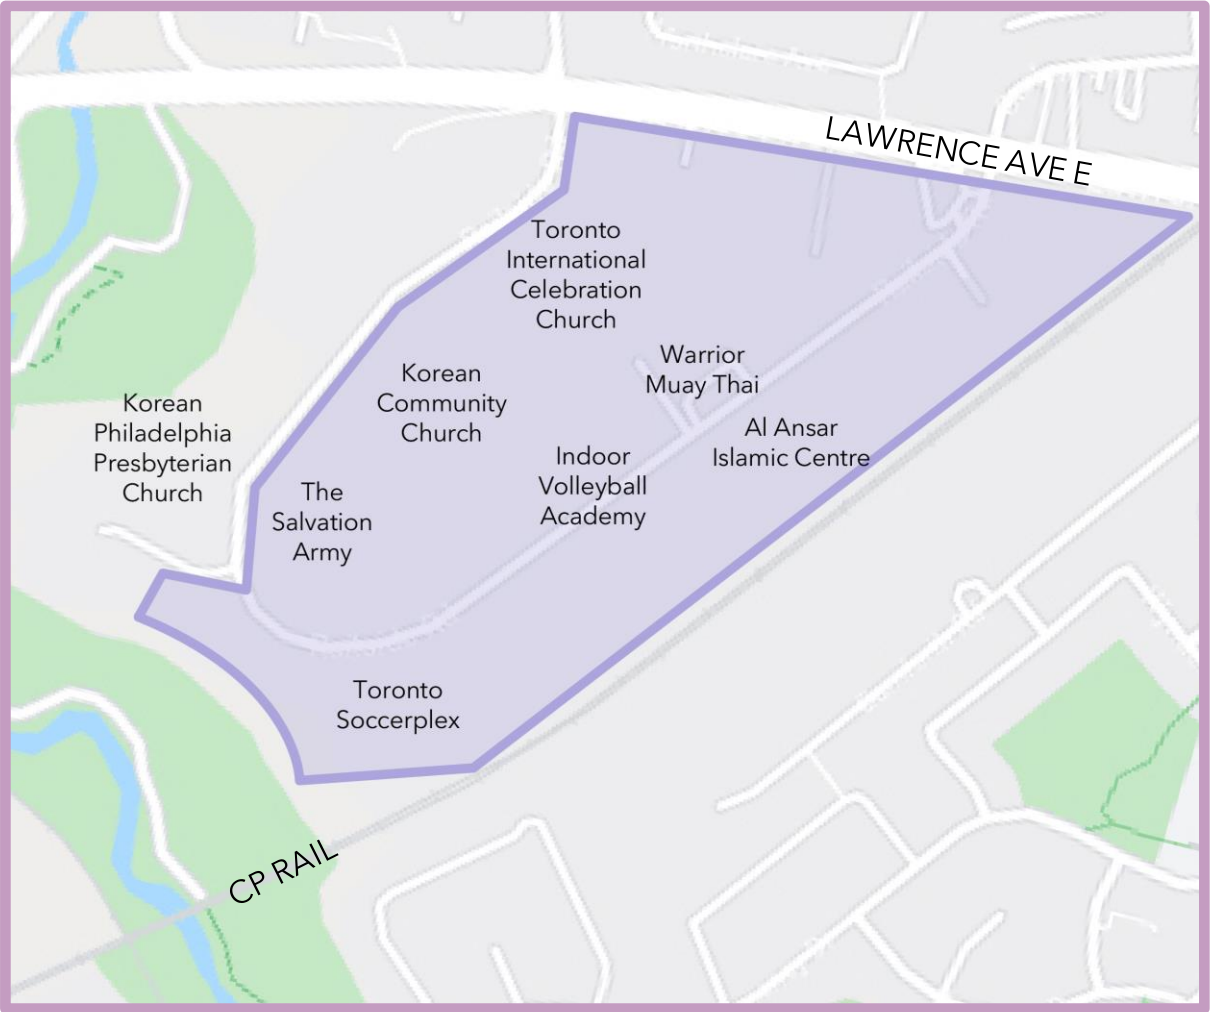 LAWRENCE AVE E
Toronto
International
Celebration
Church
Warrior
Muay Thai
Korean
Community
Church
Korean
Philadelphia
Presbyterian
Church
Al Ansar
Islamic Centre
Indoor
Volleyball
Academy
The
Salvation
Army
Toronto
Soccerplex
CP RAIL